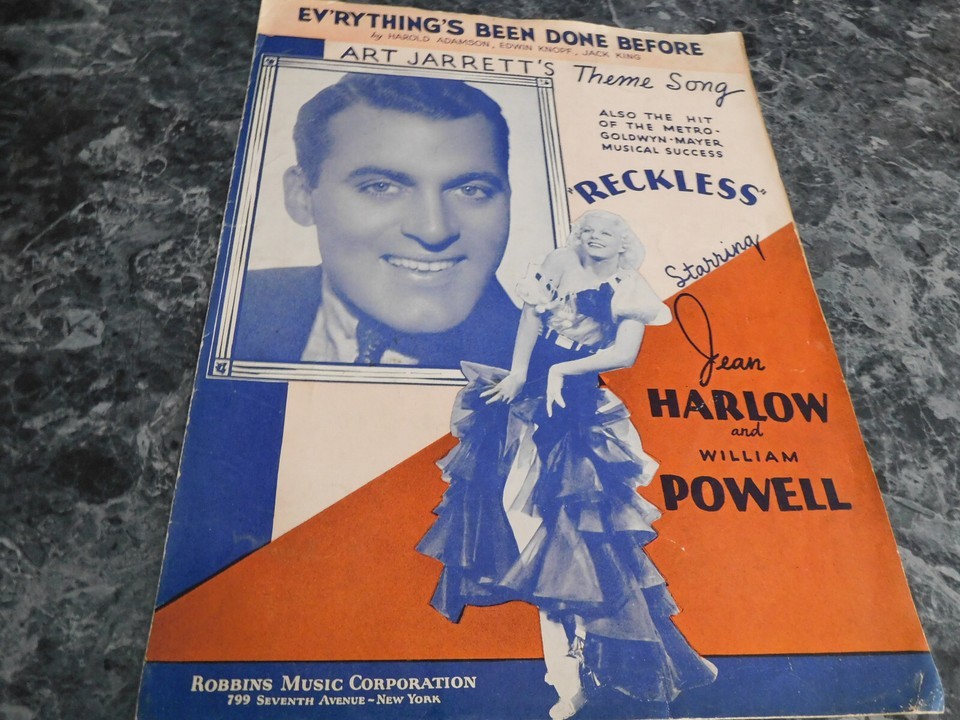 EV'RYTHING'S BEEN DONE BEFORE
by HAROLD ADAMSON, EDWIN KNOPF, JACK KING
ART JARRETT'S Theme Song
ALSO THE HIT
OF THE METRO-
GOLDWYN-MAYER
MUSICAL SUCCESS
"RECKLESS"
Starring
Jean
HARLOW
and
WILLIAM
POWELL
ROBBINS MUSIC CORPORATION
799 SEVENTH AVENUE - NEW YORK